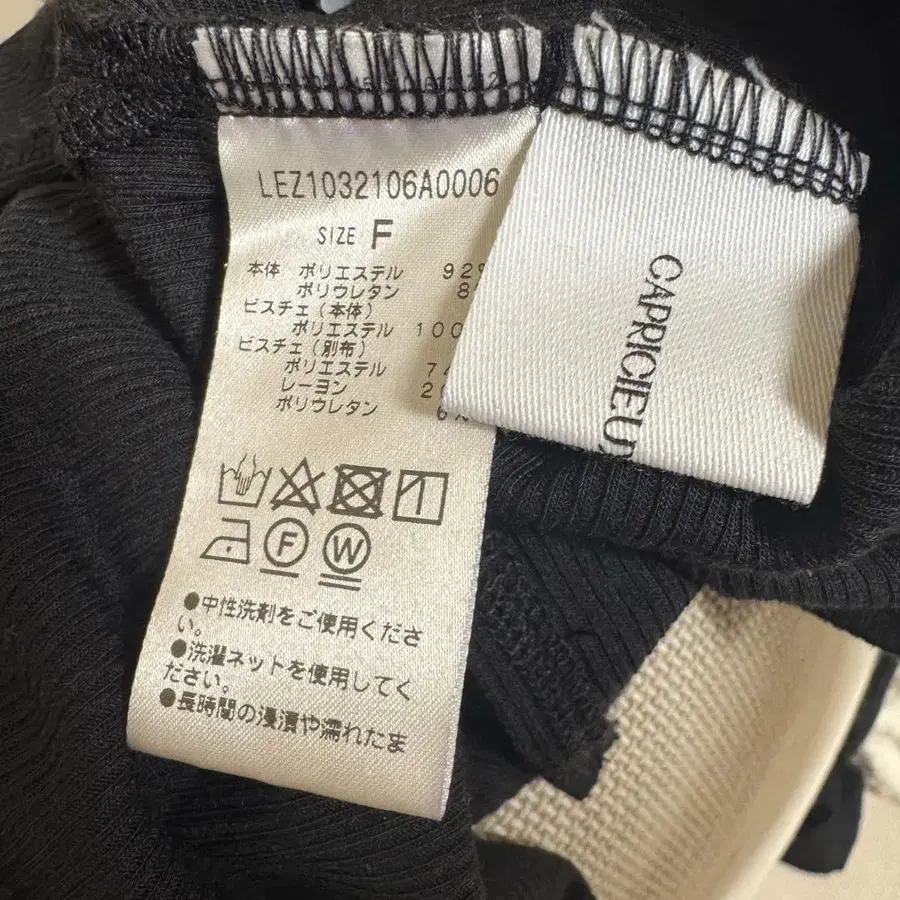 LEZ1032106A0006
SIZE F
本体 ポリエステル 92%
ポリウレタン 8
ビスチェ(本体)
ポリエステル 100
ビスチェ(別布)
ポリエステル 74
レーヨン 20
ポリウレタン 6%
F W
●中性洗剤をご使用くださ
い。
●洗濯ネットを使用してく
ださい。
●長時間の浸漬や濡れたま
CAPRICIEU